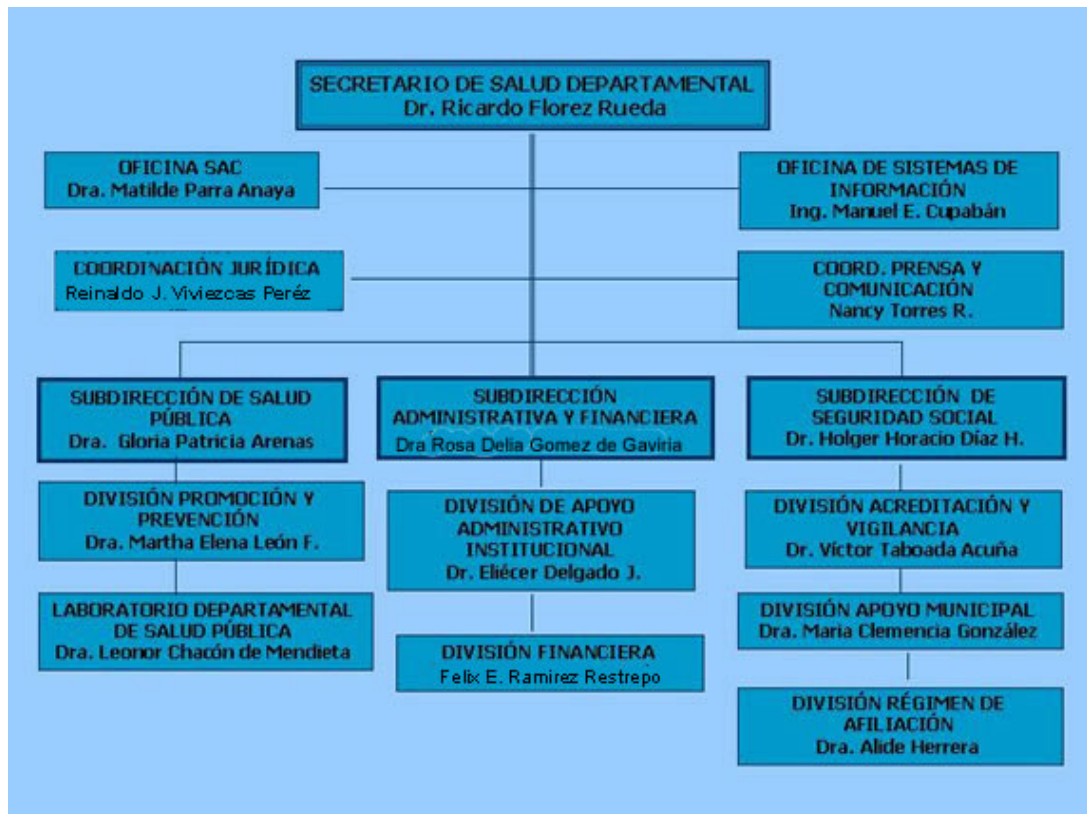 SECRETARIO DE SALUD DEPARTAMENTAL
Dr. Ricardo Florez Rueda
OFICINA SAC
Dra. Matilde Parra Anaya
OFICINA DE SISTEMAS DE
INFORMACIÓN
Ing. Manuel E. Cupabán
COORDINACIÓN JURÍDICA
Reinaldo J. Viviezcas Peréz
COORD. PRENSA Y
COMUNICACIÓN
Nancy Torres R.
SUBDIRECCIÓN DE SALUD
PÚBLICA
Dra. Gloria Patricia Arenas
SUBDIRECCIÓN
ADMINISTRATIVA Y FINANCIERA
Dra Rosa Delia Gomez de Gaviria
SUBDIRECCIÓN DE
SEGURIDAD SOCIAL
Dr. Holger Horacio Díaz H.
DIVISIÓN PROMOCIÓN Y
PREVENCIÓN
Dra. Martha Elena León F.
DIVISIÓN DE APOYO
ADMINISTRATIVO
INSTITUCIONAL
Dr. Eliécer Delgado J.
DIVISIÓN ACREDITACIÓN Y
VIGILANCIA
Dr. Víctor Taboada Acuña
LABORATORIO DEPARTAMENTAL
DE SALUD PÚBLICA
Dra. Leonor Chacón de Mendieta
DIVISIÓN FINANCIERA
Felix E. Ramirez Restrepo
DIVISIÓN APOYO MUNICIPAL
Dra. Maria Clemencia González
DIVISIÓN RÉGIMEN DE
AFILIACIÓN
Dra. Alide Herrera